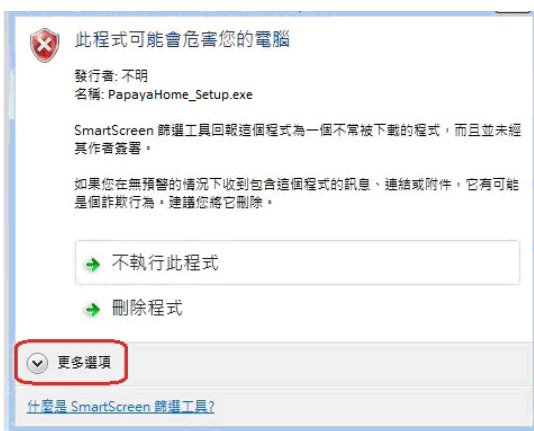 此程式可能會危害您的電腦
發行者: 不明
名稱: PapayaHome_Setup.exe
SmartScreen 篩選工具回報這個程式為一個不常被下載的程式，而且並未經
其作者簽署。
如果您在無預警的情況下收到包含這個程式的訊息、連結或附件，它有可能
是個詐欺行為。建議您將它刪除。
不執行此程式
刪除程式
更多選項
什麼是 SmartScreen 篩選工具?